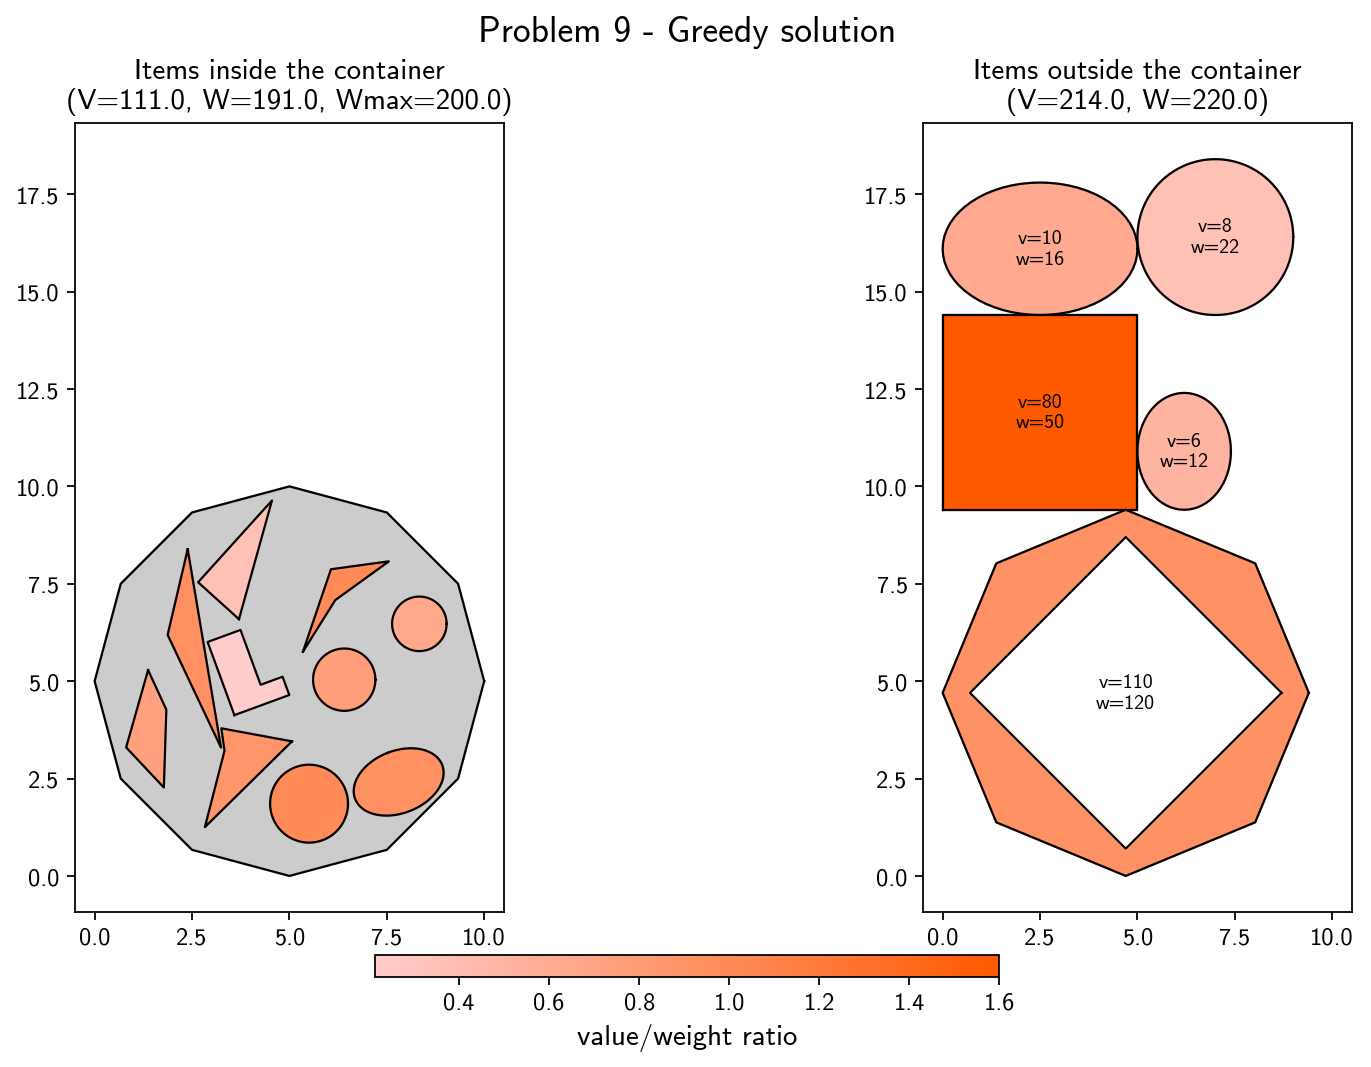 Problem 9 - Greedy solution
Items inside the container
(V=111.0, W=191.0, Wmax=200.0)
17.5
15.0
12.5
10.0
7.5
5.0
2.5
0.0
0.0 2.5 5.0 7.5 10.0
Items outside the container
(V=214.0, W=220.0)
17.5
15.0
12.5
10.0
7.5
5.0
2.5
0.0
v=10
w=16
v=8
w=22
v=80
w=50
v=6
w=12
v=110
w=120
0.0 2.5 5.0 7.5 10.0
0.4 0.6 0.8 1.0 1.2 1.4 1.6
value/weight ratio